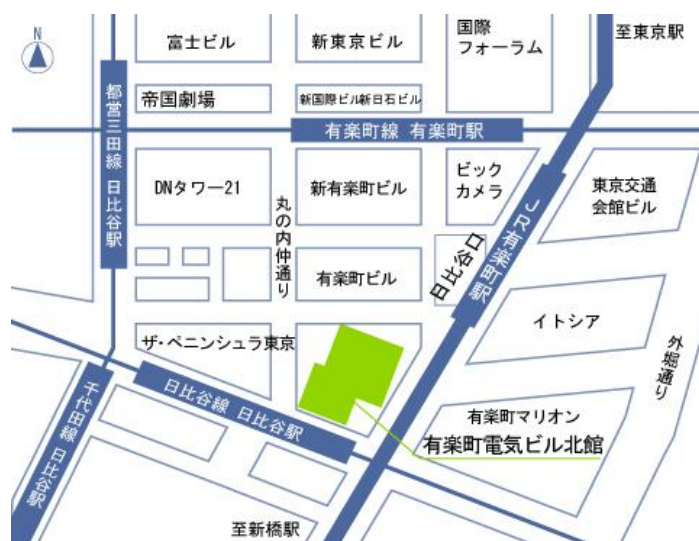 N
富士ビル
新東京ビル
国際
フォーラム
至東京駅
帝国劇場
新国際ビル新日石ビル
都営三田線 日比谷駅
有楽町線 有楽町駅
DNタワー21
丸の内仲通り
新有楽町ビル
ビック
カメラ
東京交通
会館ビル
JR有楽町駅
日比谷口
有楽町ビル
イトシア
外堀通り
ザ・ペニンシュラ東京
千代田線 日比谷駅
日比谷線 日比谷駅
有楽町マリオン
有楽町電気ビル北館
至新橋駅